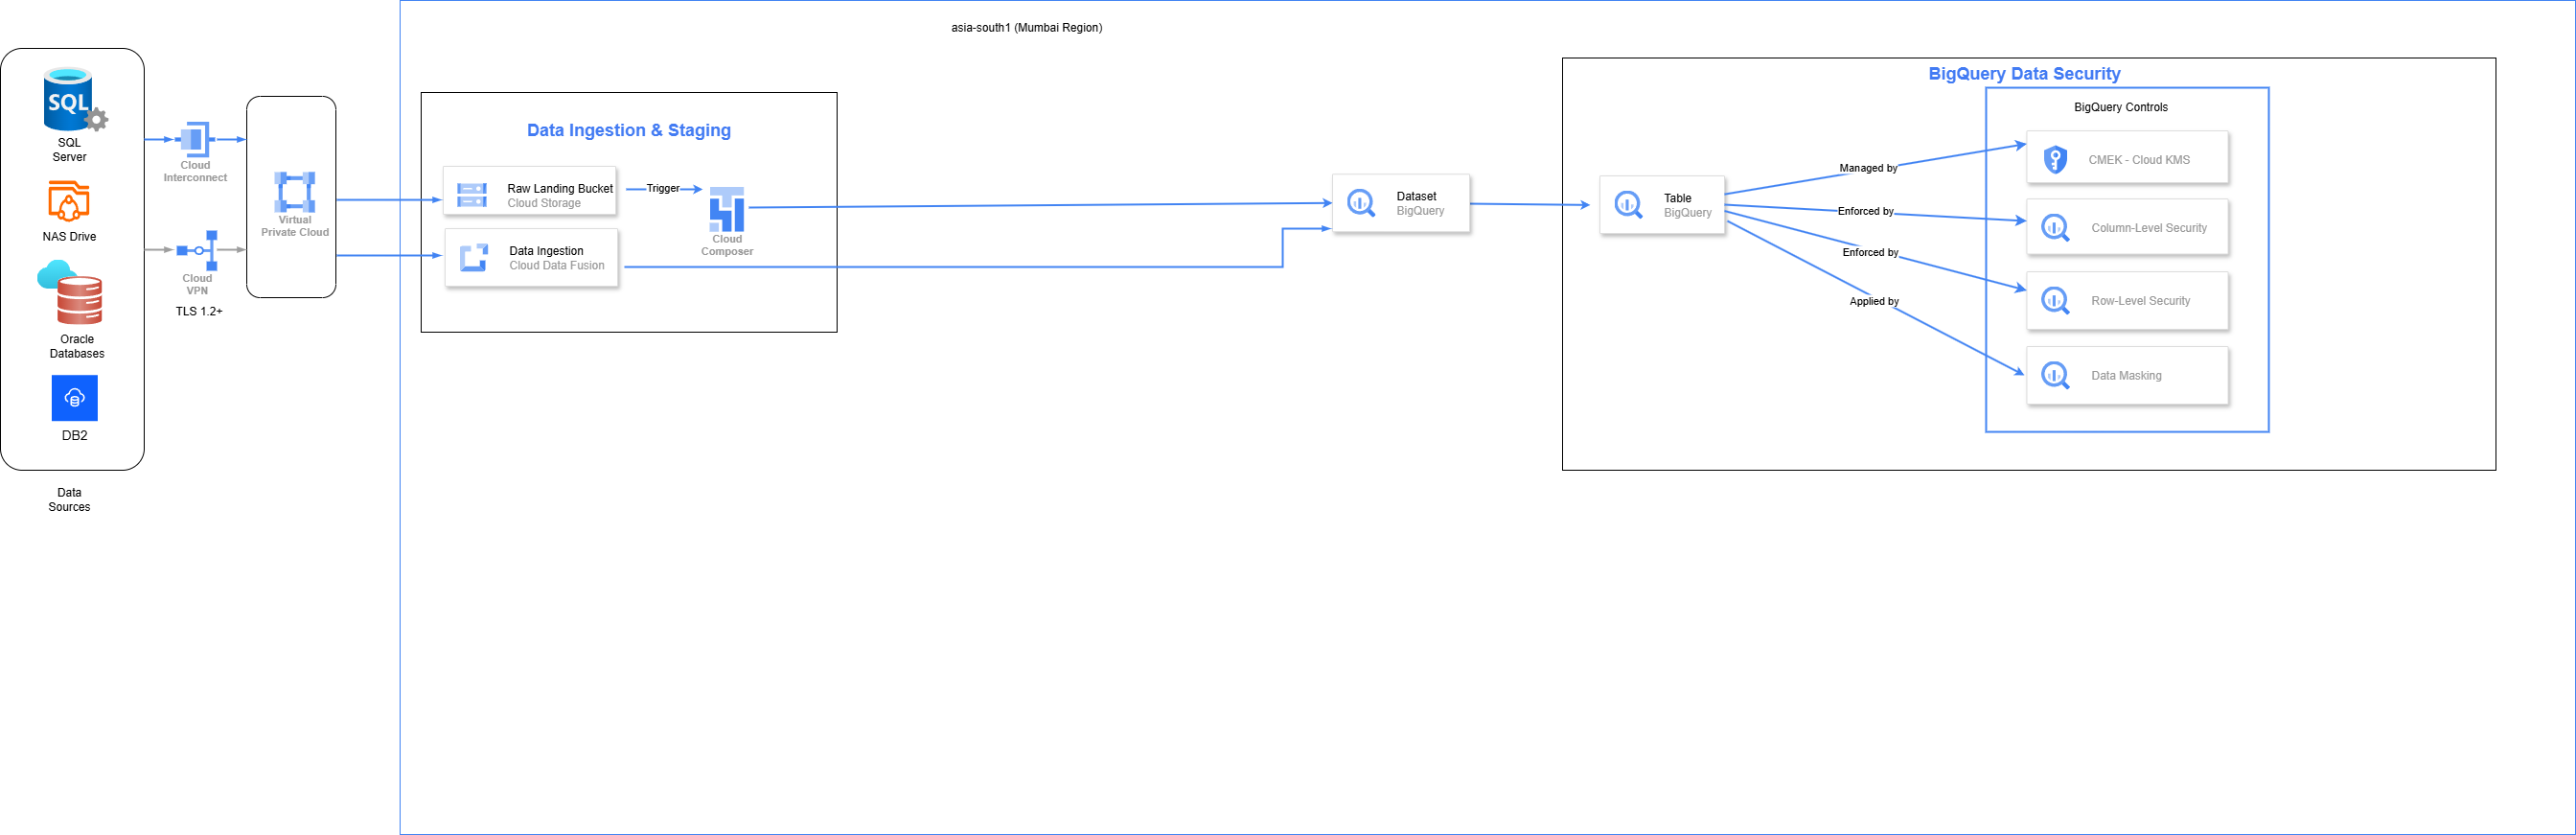 asia-south1 (Mumbai Region)
SQL
SQL
Server
NAS Drive
Oracle
Databases
DB2
Data
Sources
Cloud
Interconnect
Cloud
VPN
TLS 1.2+
Virtual
Private Cloud
Data Ingestion & Staging
Raw Landing Bucket
Cloud Storage
Trigger
Cloud
Composer
Data Ingestion
Cloud Data Fusion
Dataset
BigQuery
BigQuery Data Security
Table
BigQuery
Managed by
Enforced by
Enforced by
Applied by
BigQuery Controls
CMEK - Cloud KMS
Column-Level Security
Row-Level Security
Data Masking